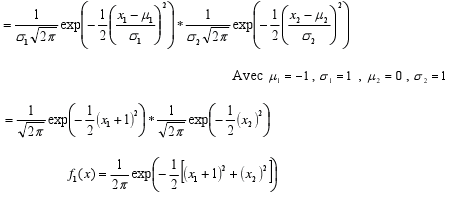 = \frac{1}{\sigma_1\sqrt{2\pi}} \exp\left(-\frac{1}{2}\left(\frac{x_1-\mu_1}{\sigma_1}\right)^2\right) * \frac{1}{\sigma_2\sqrt{2\pi}} \exp\left(-\frac{1}{2}\left(\frac{x_2-\mu_2}{\sigma_2}\right)^2\right)
Avec μ₁ = −1 , σ₁ = 1 , μ₂ = 0 , σ₂ = 1
= \frac{1}{\sqrt{2\pi}} \exp\left(-\frac{1}{2}(x_1+1)^2\right) * \frac{1}{\sqrt{2\pi}} \exp\left(-\frac{1}{2}(x_2)^2\right)
f_1(x) = \frac{1}{2\pi} \exp\left(-\frac{1}{2}\left[(x_1+1)^2+(x_2)^2\right]\right)